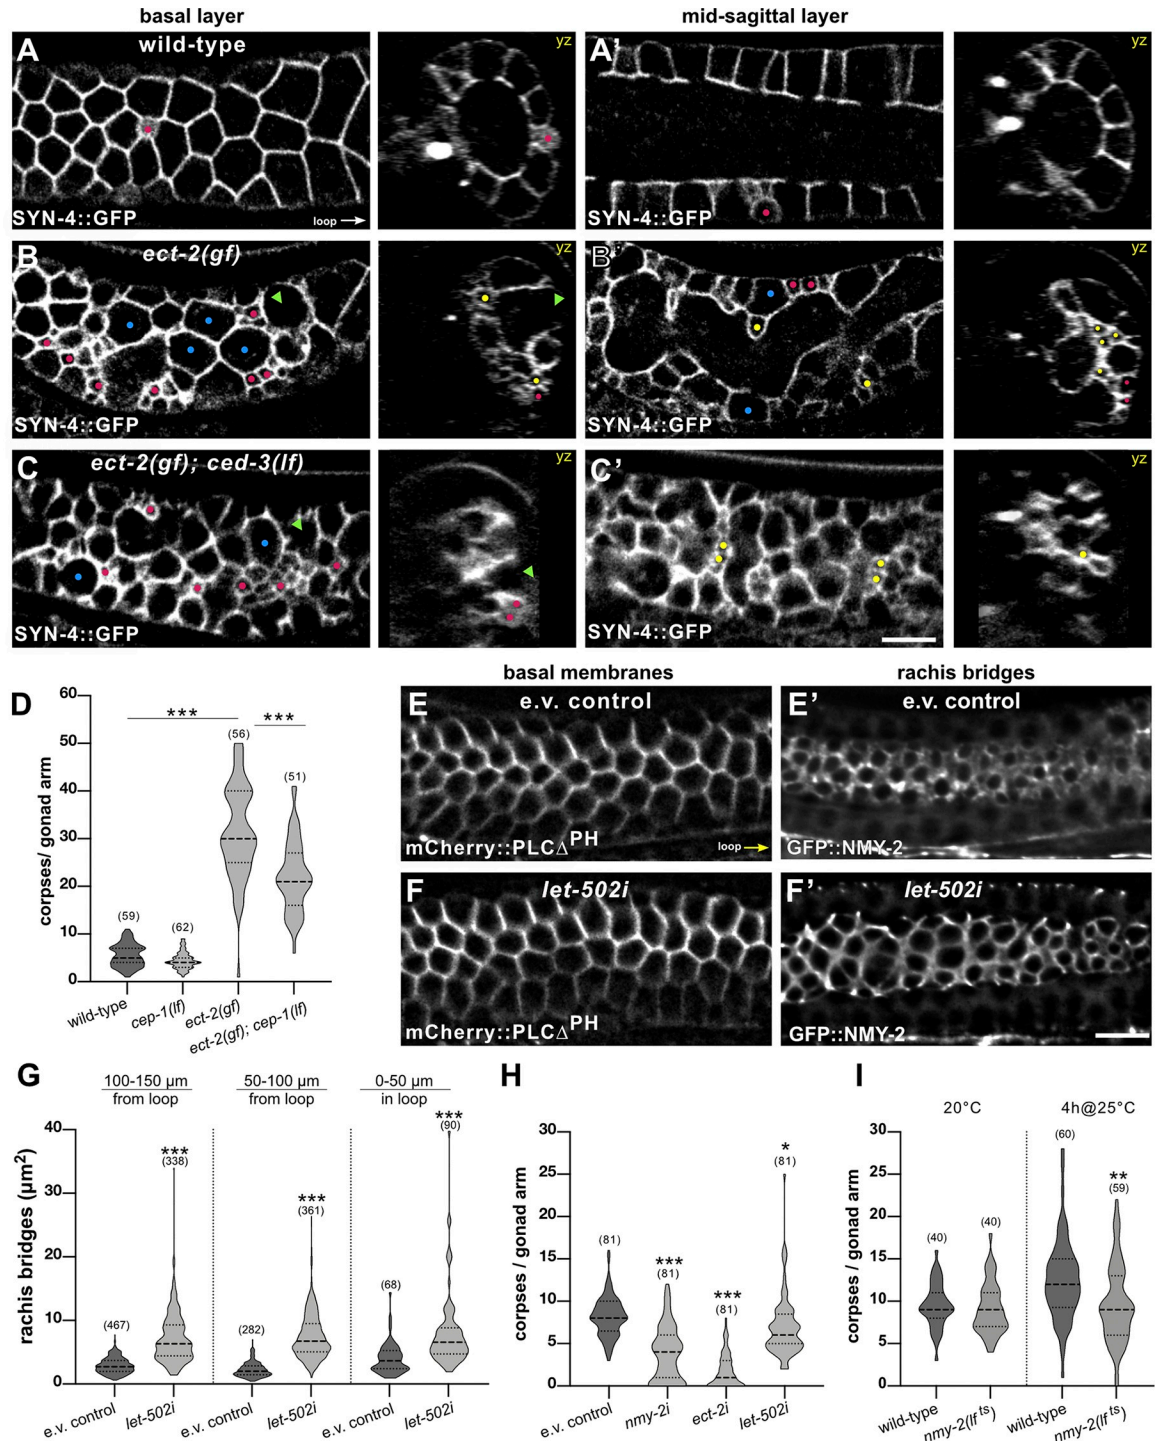 basal layer
mid-sagittal layer
A
wild-type
yz
A'
yz
SYN-4::GFP
loop →
SYN-4::GFP
B
ect-2(gf)
yz
B'
yz
SYN-4::GFP
SYN-4::GFP
C
ect-2(gf); ced-3(lf)
yz
C'
yz
SYN-4::GFP
SYN-4::GFP
D
corpses/ gonad arm
60
50
40
30
20
10
0
***
***
(59)
(62)
(56)
(51)
wild-type
cep-1(lf)
ect-2(gf)
ect-2(gf); cep-1(lf)
basal membranes
rachis bridges
E
e.v. control
E'
e.v. control
mCherry::PLCΔPH
loop →
GFP::NMY-2
F
let-502i
F'
let-502i
mCherry::PLCΔPH
GFP::NMY-2
G
100-150 µm
from loop
50-100 µm
from loop
0-50 µm
in loop
rachis bridges (µm2)
40
30
20
10
0
(467)
***
(338)
(282)
***
(361)
(68)
***
(90)
e.v. control
let-502i
e.v. control
let-502i
e.v. control
let-502i
H
corpses / gonad arm
30
25
20
15
10
5
0
(81)
***
(81)
***
(81)
*
(81)
e.v. control
nmy-2i
ect-2i
let-502i
I
20°C
4h@25°C
corpses / gonad arm
30
25
20
15
10
5
0
(40)
(40)
(60)
**
(59)
wild-type
nmy-2(lf ts)
wild-type
nmy-2(lf ts)